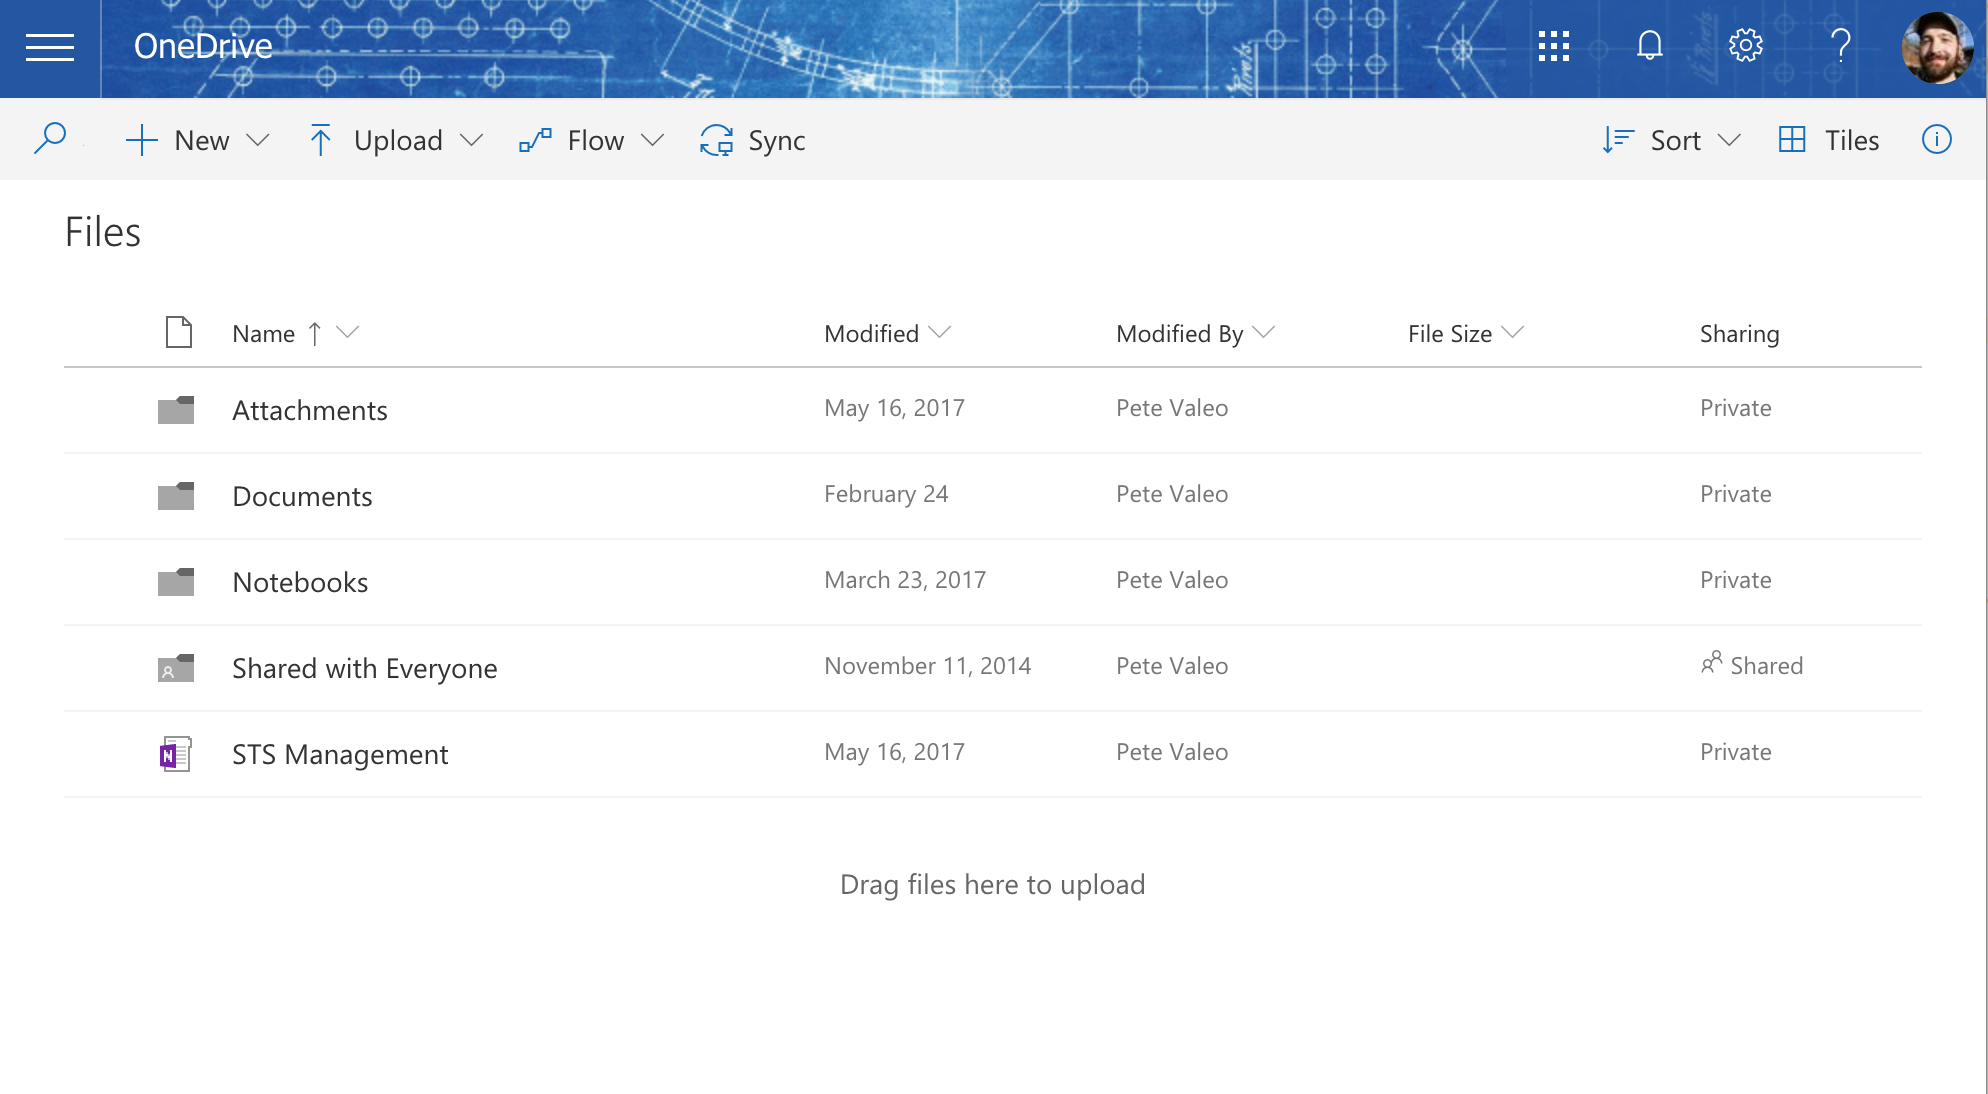 OneDrive
New Upload Flow Sync Sort Tiles
Files
Name Modified Modified By File Size Sharing
Attachments May 16, 2017 Pete Valeo Private
Documents February 24 Pete Valeo Private
Notebooks March 23, 2017 Pete Valeo Private
Shared with Everyone November 11, 2014 Pete Valeo Shared
STS Management May 16, 2017 Pete Valeo Private
Drag files here to upload